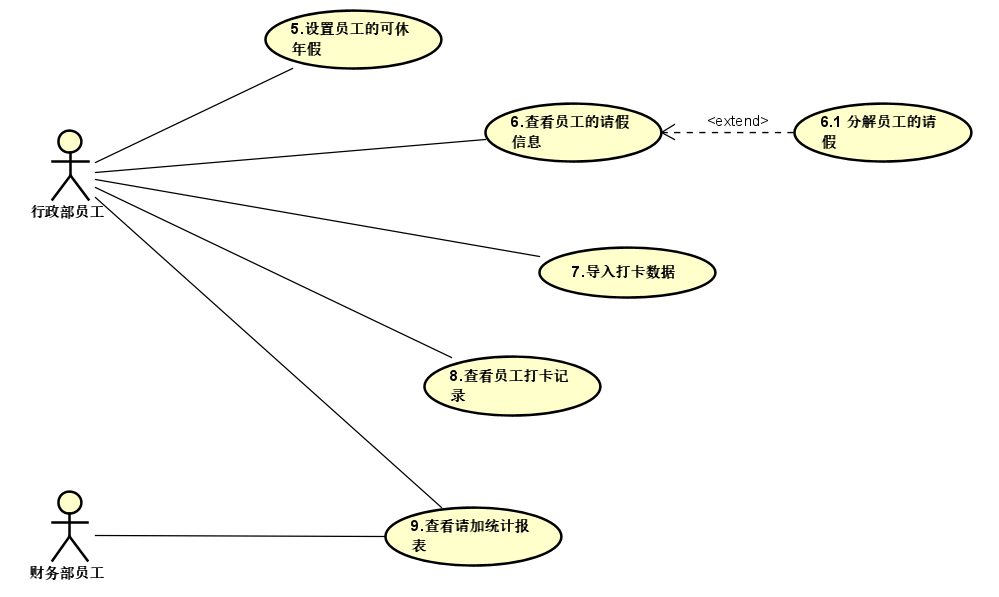 5.设置员工的可休
年假
6.查看员工的请假
信息
<extend>
6.1 分解员工的请
假
行政部员工
7.导入打卡数据
8.查看员工打卡记
录
9.查看请加统计报
表
财务部员工